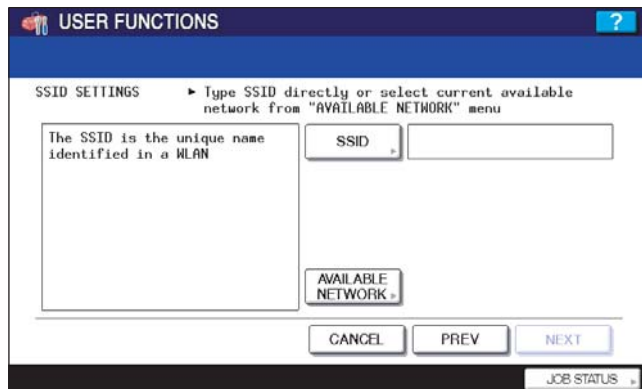 USER FUNCTIONS
?
SSID SETTINGS
► Type SSID directly or select current available
network from "AVAILABLE NETWORK" menu
The SSID is the unique name
identified in a WLAN
SSID
AVAILABLE
NETWORK
CANCEL
PREV
NEXT
JOB STATUS